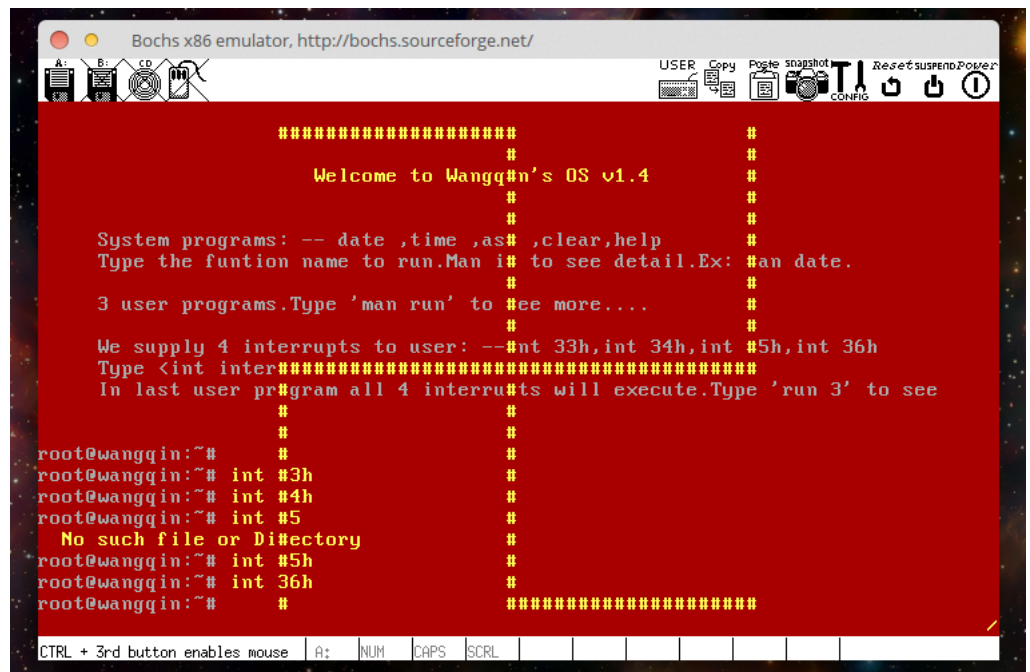 Bochs x86 emulator, http://bochs.sourceforge.net/
A: B: CD USER Copy Paste snapshot CONFIG Reset SUSPEND Power
#################### #
# #
Welcome to Wangq#n's OS v1.4 #
# #
# #
System programs: -- date ,time ,as# ,clear,help #
Type the funtion name to run.Man i# to see detail.Ex: #an date.
# #
3 user programs.Type 'man run' to #ee more.... #
# #
We supply 4 interrupts to user: --#nt 33h,int 34h,int #5h,int 36h
Type <int inter#########################################
In last user pr#gram all 4 interru#ts will execute.Type 'run 3' to see
# #
# #
root@wangqin:~# # #
root@wangqin:~# int #3h #
root@wangqin:~# int #4h #
root@wangqin:~# int #5 #
No such file or Di#ectory #
root@wangqin:~# int #5h #
root@wangqin:~# int 36h #
root@wangqin:~# # #####################
CTRL + 3rd button enables mouse A: NUM CAPS SCRL